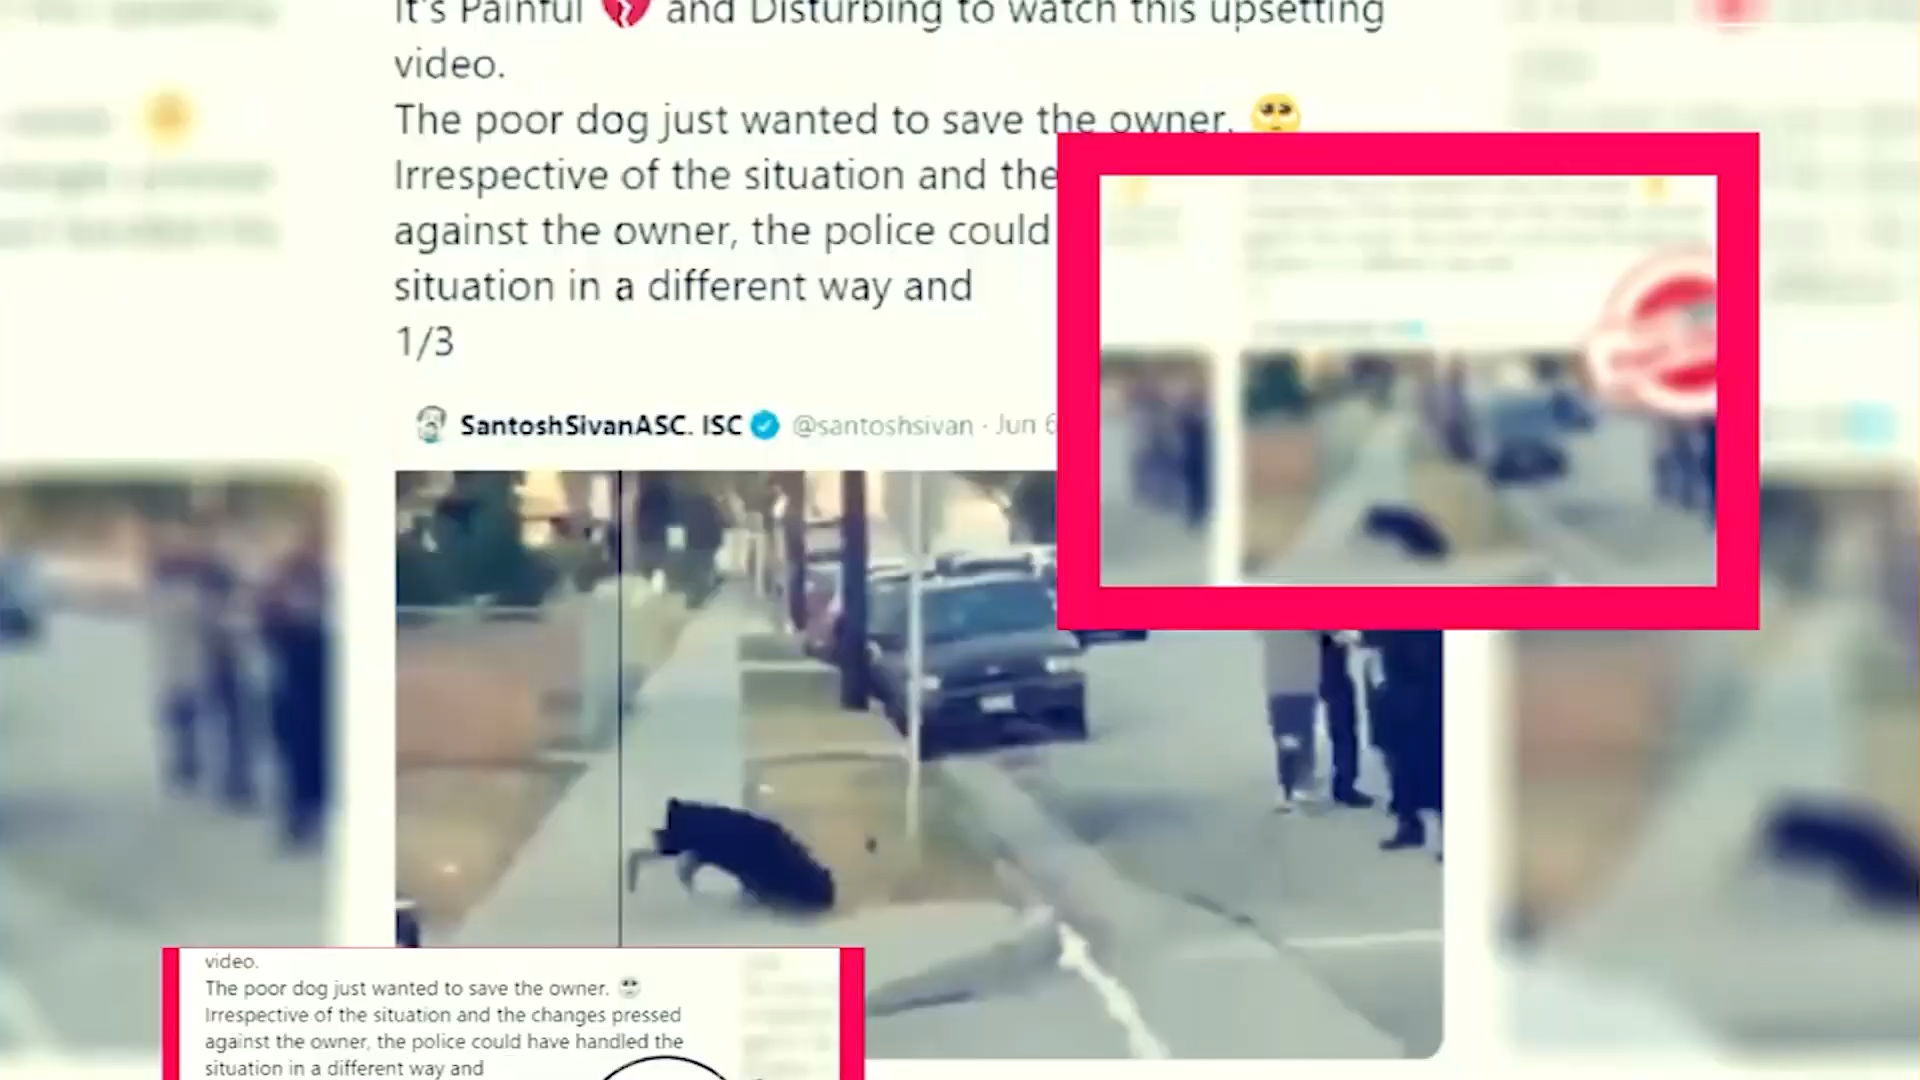 It's Painful 💔 and Disturbing to watch this upsetting
video.
The poor dog just wanted to save the owner. 🥺
Irrespective of the situation and the
against the owner, the police could
situation in a different way and
1/3
SantoshSivanASC. ISC @santoshsivan · Jun 6
video.
The poor dog just wanted to save the owner. 🥺
Irrespective of the situation and the changes pressed
against the owner, the police could have handled the
situation in a different way and